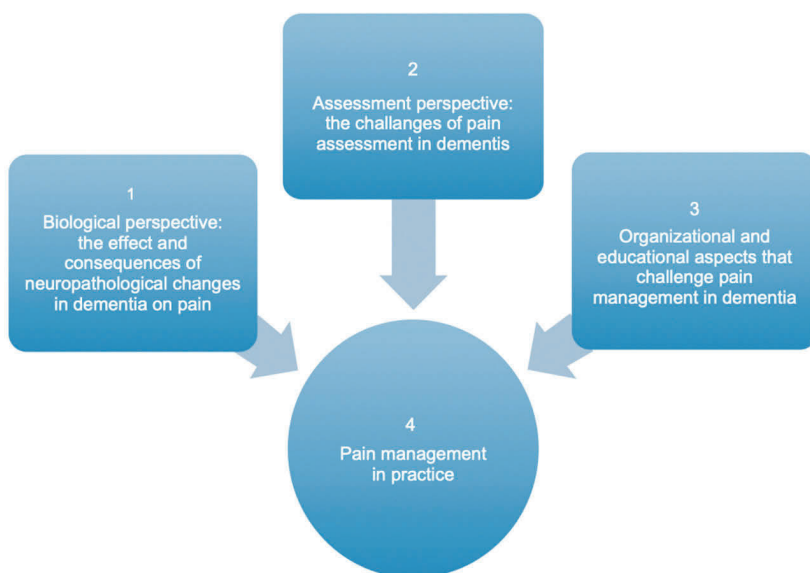 1
Biological perspective:
the effect and
consequences of
neuropathological changes
in dementia on pain
2
Assessment perspective:
the challanges of pain
assessment in dementis
3
Organizational and
educational aspects that
challenge pain
management in dementia
4
Pain management
in practice